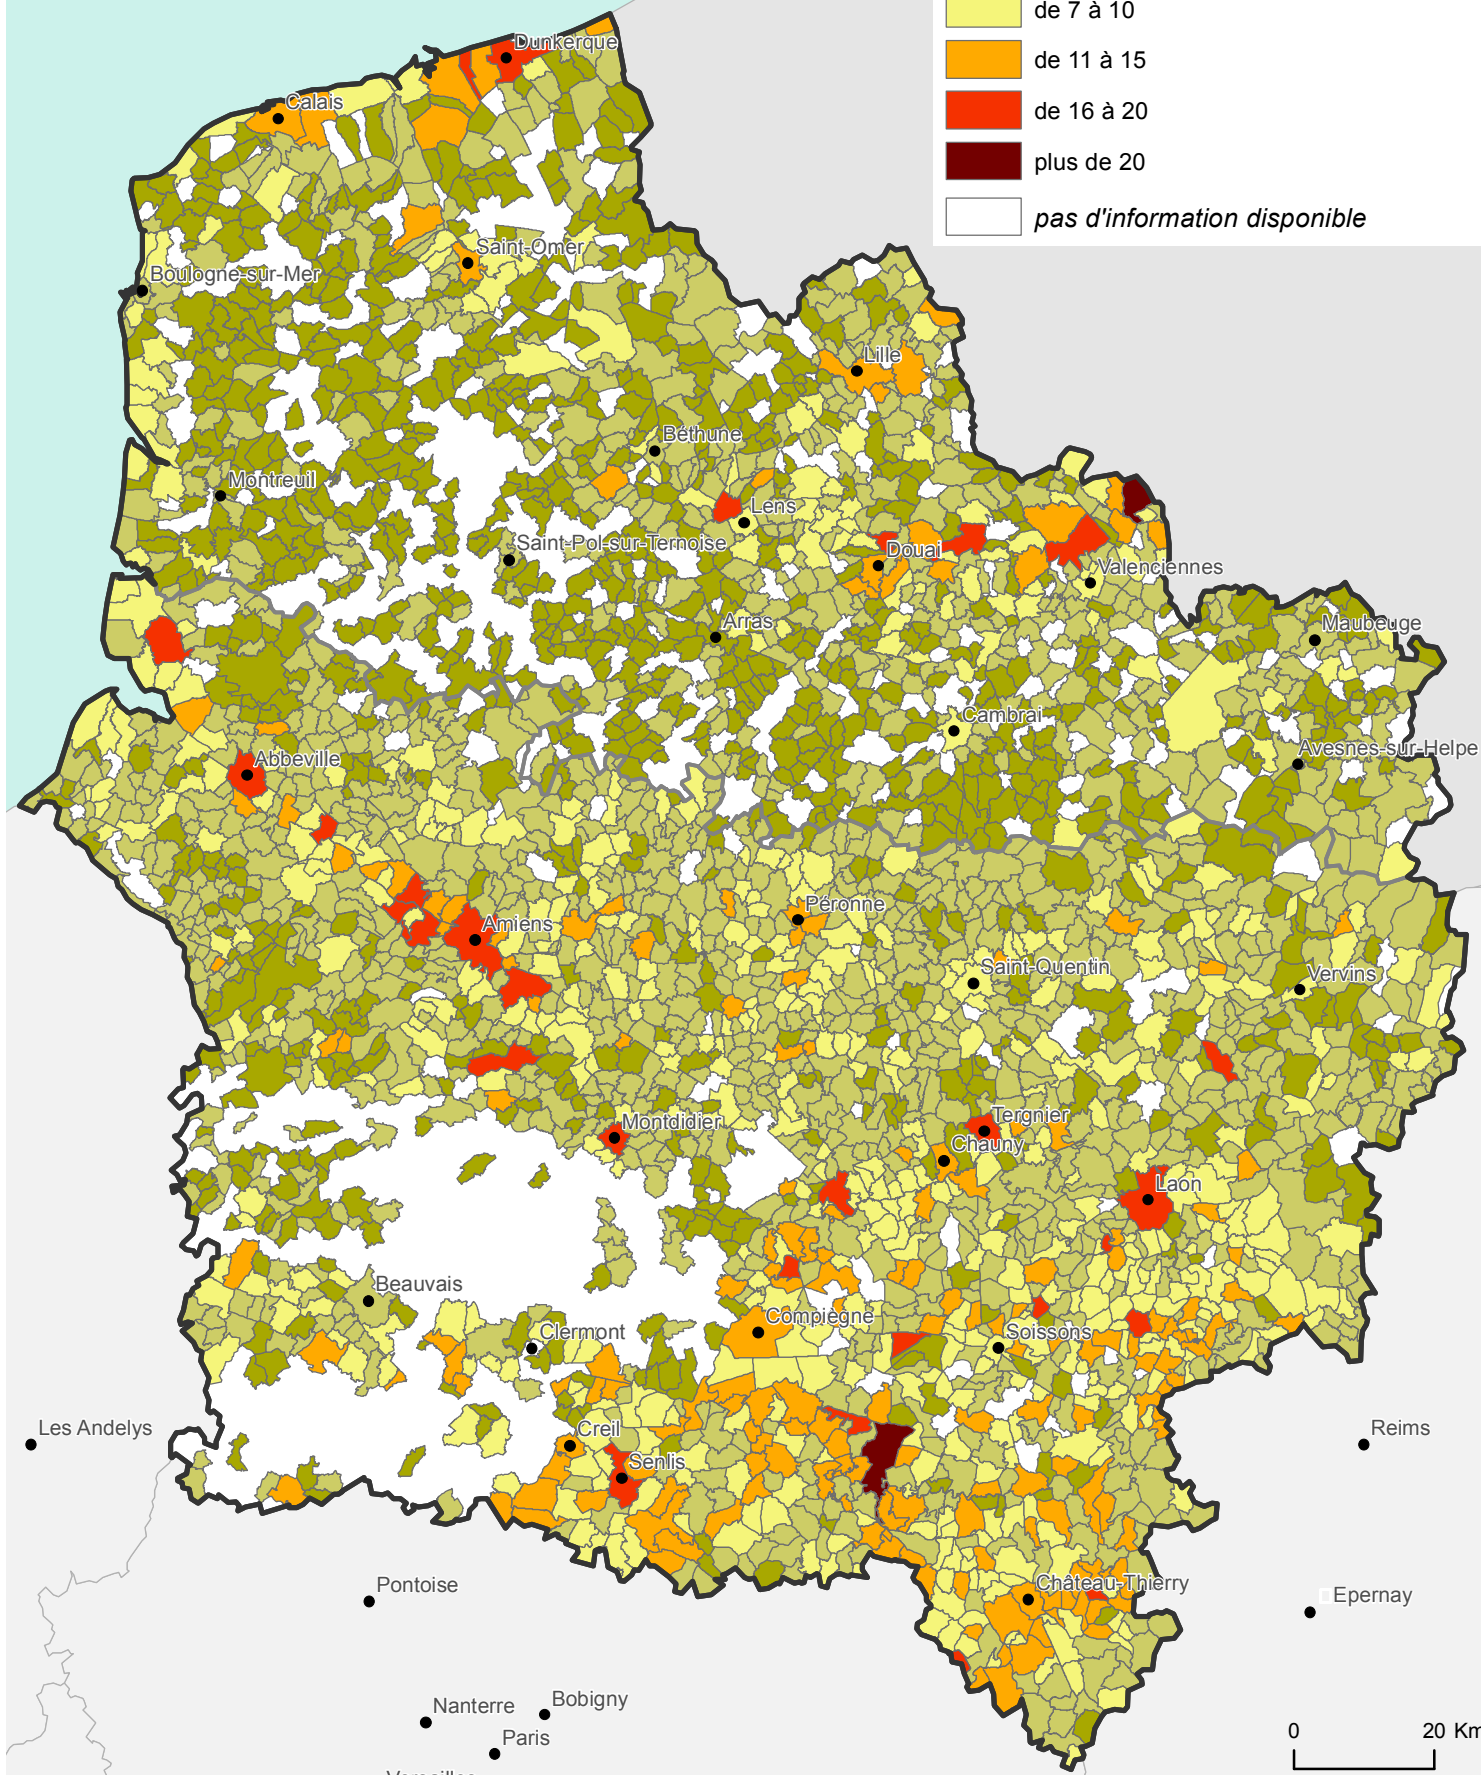 de 7 à 10
de 11 à 15
de 16 à 20
plus de 20
pas d'information disponible
Dunkerque
Calais
Saint-Omer
Boulogne-sur-Mer
Lille
Béthune
Montreuil
Lens
Saint-Pol-sur-Ternoise
Douai
Valenciennes
Arras
Maubeuge
Cambrai
Avesnes-sur-Helpe
Abbeville
Péronne
Amiens
Saint-Quentin
Vervins
Montdidier
Tergnier
Chauny
Laon
Beauvais
Compiègne
Clermont
Soissons
Les Andelys
Creil
Reims
Senlis
Pontoise
Château-Thierry
Epernay
Nanterre
Bobigny
Paris
0 20 Km